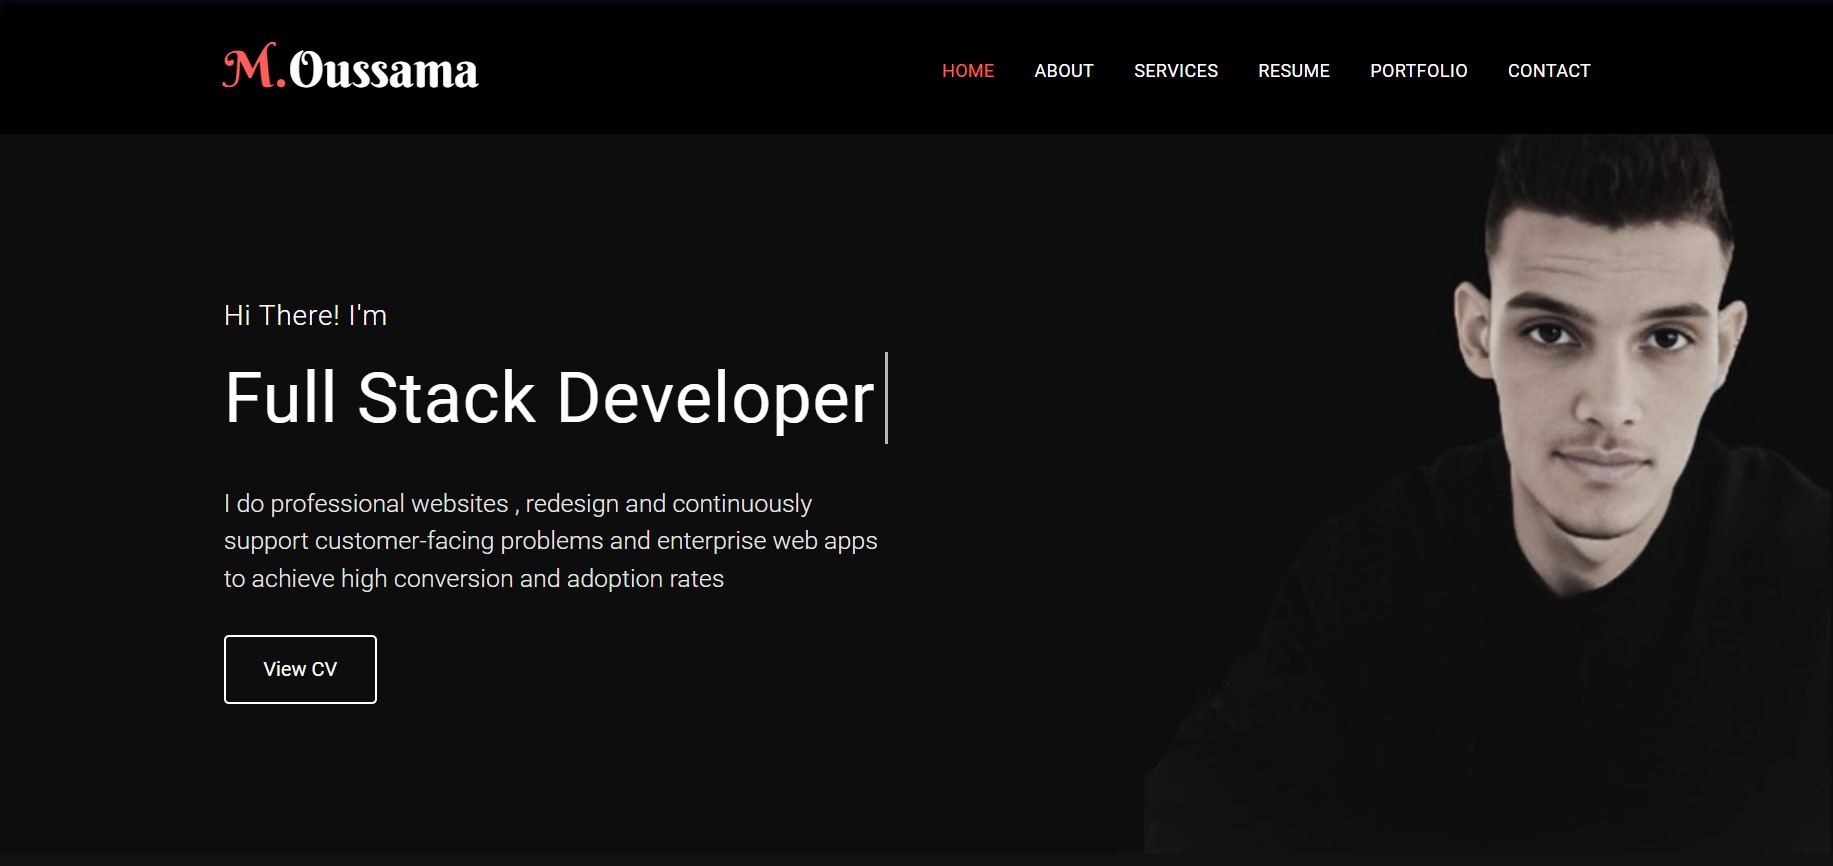 M.Oussama
HOME ABOUT SERVICES RESUME PORTFOLIO CONTACT
Hi There! I'm
Full Stack Developer
I do professional websites , redesign and continuously
support customer-facing problems and enterprise web apps
to achieve high conversion and adoption rates
View CV